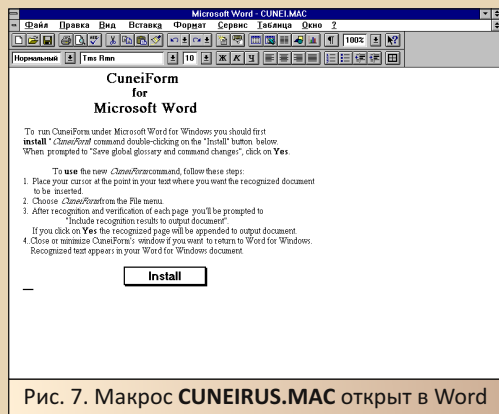 Microsoft Word - CUNEI.MAC
Файл Правка Вид Вставка Формат Сервис Таблица Окно ?
100%
Нормальный Tms Rmn 10 Ж К Ч
CuneiForm
for
Microsoft Word
To run CuneiForm under Microsoft Word for Windows you should first
install " CuneiForm" command double-clicking on the "Install" button below.
When prompted to "Save global glossary and command changes", click on Yes.
To use the new CuneiForm command, follow these steps:
1. Place your cursor at the point in your text where you want the recognized document
to be inserted.
2. Choose CuneiForm from the File menu.
3. After recognition and verification of each page you'll be prompted to
"Include recognition results to output document".
If you click on Yes the recognized page will be appended to output document.
4..Close or minimize CuneiForm's window if you want to return to Word for Windows.
Recognized text appears in your Word for Windows document.
Install
Рис. 7. Макрос CUNEIRUS.MAC открыт в Word